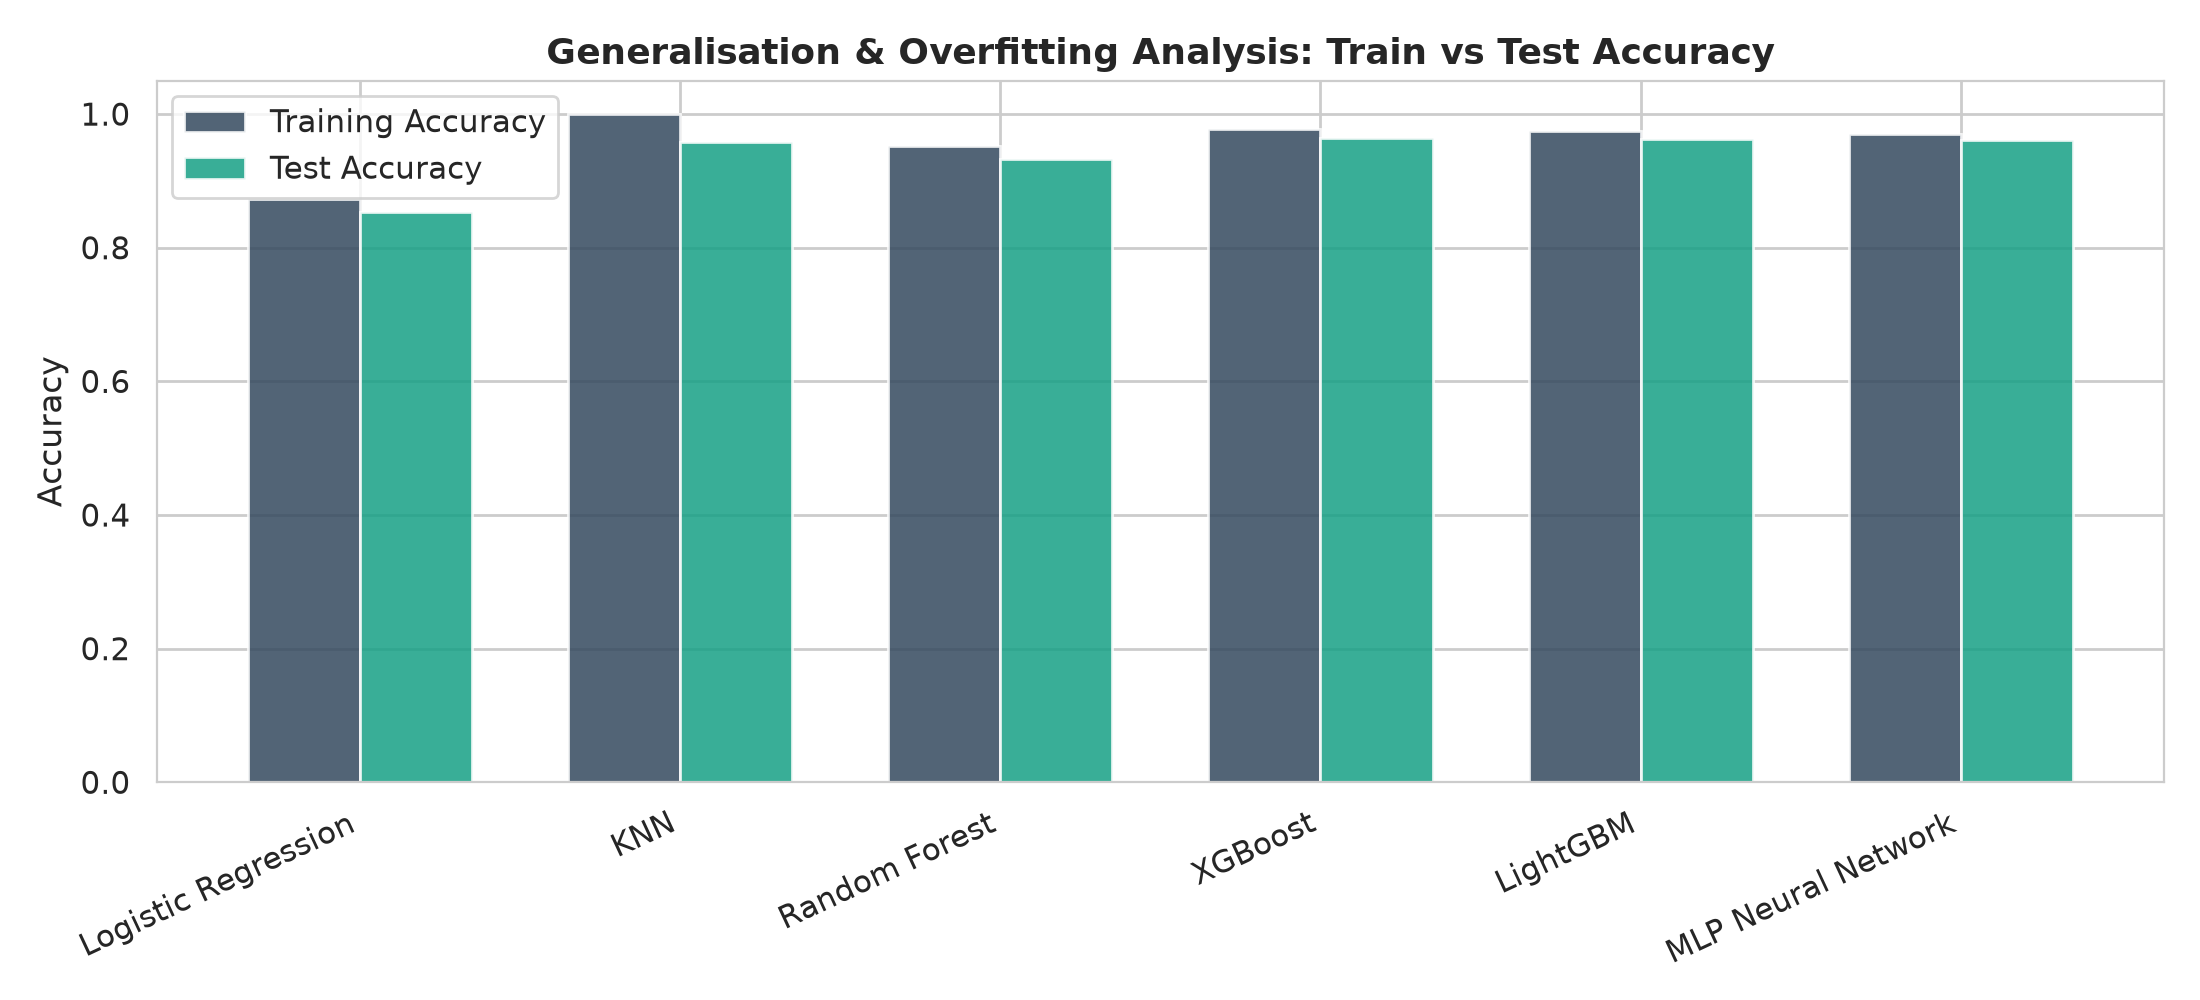 Generalisation & Overfitting Analysis: Train vs Test Accuracy
Training Accuracy
Test Accuracy
Accuracy
1.0
0.8
0.6
0.4
0.2
0.0
Logistic Regression
KNN
Random Forest
XGBoost
LightGBM
MLP Neural Network